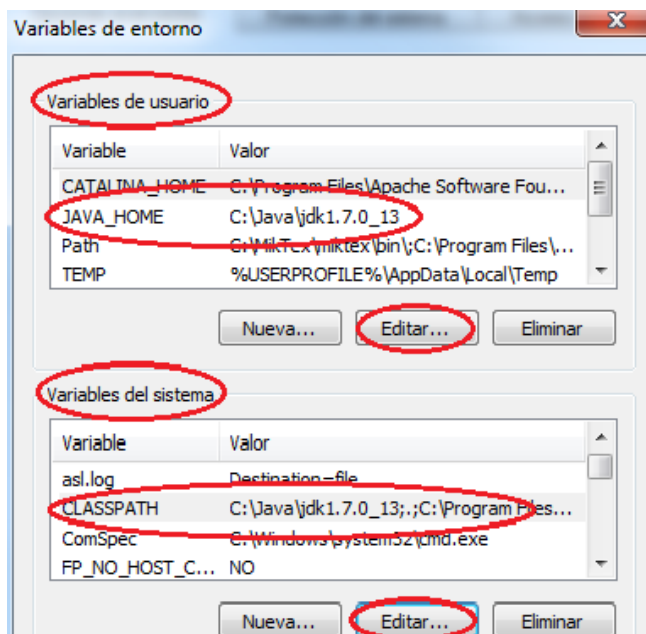 Variables de entorno
Variables de usuario
Variable Valor
CATALINA_HOME C:\Program Files\Apache Software Fou...
JAVA_HOME C:\Java\jdk1.7.0_13
Path C:\MikTex\miktex\bin\;C:\Program Files\...
TEMP %USERPROFILE%\AppData\Local\Temp
Nueva... Editar... Eliminar
Variables del sistema
Variable Valor
asl.log Destination=file
CLASSPATH C:\Java\jdk1.7.0_13;.;C:\Program Files...
ComSpec C:\Windows\system32\cmd.exe
FP_NO_HOST_C... NO
Nueva... Editar... Eliminar